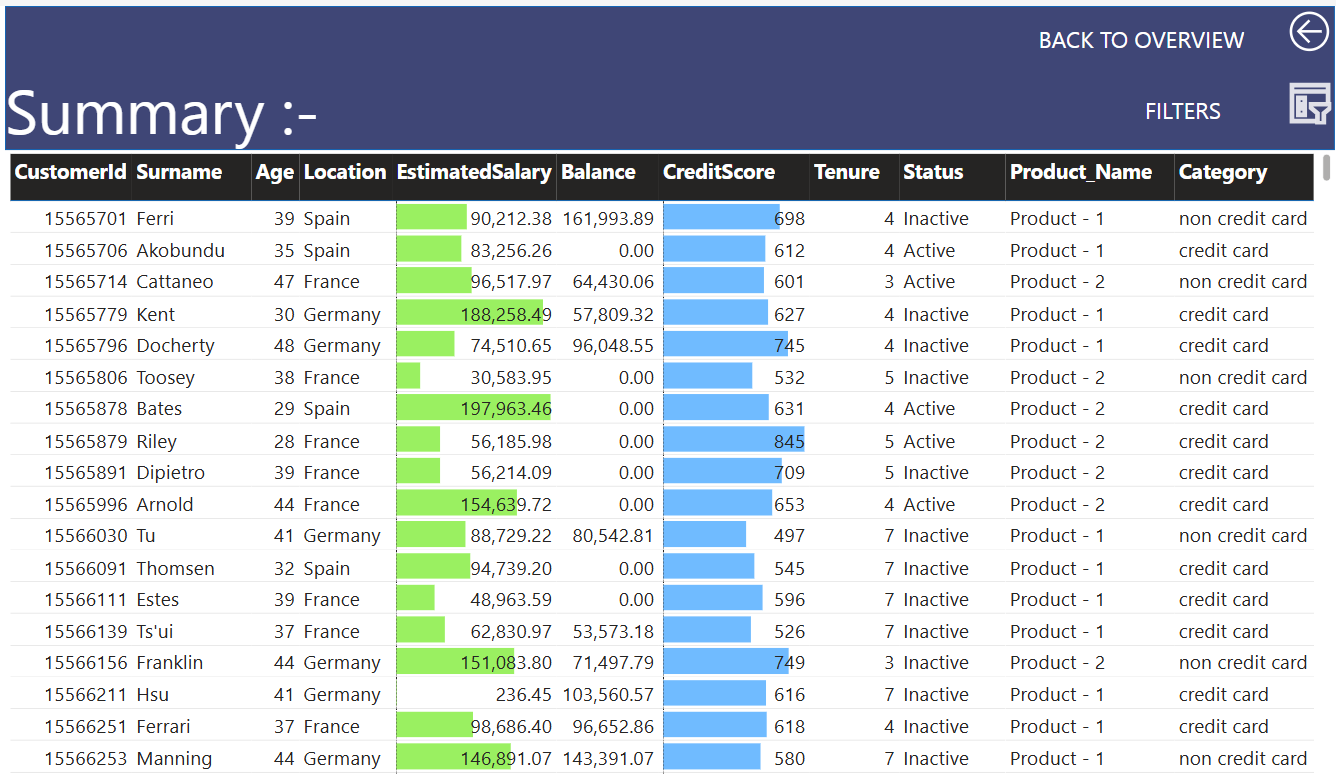 BACK TO OVERVIEW
Summary :-
FILTERS
CustomerId Surname Age Location EstimatedSalary Balance CreditScore Tenure Status Product_Name Category
15565701 Ferri 39 Spain 90,212.38 161,993.89 698 4 Inactive Product - 1 non credit card
15565706 Akobundu 35 Spain 83,256.26 0.00 612 4 Active Product - 1 credit card
15565714 Cattaneo 47 France 96,517.97 64,430.06 601 3 Active Product - 2 non credit card
15565779 Kent 30 Germany 188,258.49 57,809.32 627 4 Inactive Product - 1 credit card
15565796 Docherty 48 Germany 74,510.65 96,048.55 745 4 Inactive Product - 1 credit card
15565806 Toosey 38 France 30,583.95 0.00 532 5 Inactive Product - 2 non credit card
15565878 Bates 29 Spain 197,963.46 0.00 631 4 Active Product - 2 credit card
15565879 Riley 28 France 56,185.98 0.00 845 5 Active Product - 2 credit card
15565891 Dipietro 39 France 56,214.09 0.00 709 5 Inactive Product - 2 credit card
15565996 Arnold 44 France 154,639.72 0.00 653 4 Active Product - 2 credit card
15566030 Tu 41 Germany 88,729.22 80,542.81 497 7 Inactive Product - 1 non credit card
15566091 Thomsen 32 Spain 94,739.20 0.00 545 7 Inactive Product - 1 credit card
15566111 Estes 39 France 48,963.59 0.00 596 7 Inactive Product - 1 credit card
15566139 Ts'ui 37 France 62,830.97 53,573.18 526 7 Inactive Product - 1 credit card
15566156 Franklin 44 Germany 151,083.80 71,497.79 749 3 Inactive Product - 2 non credit card
15566211 Hsu 41 Germany 236.45 103,560.57 616 7 Inactive Product - 1 credit card
15566251 Ferrari 37 France 98,686.40 96,652.86 618 4 Inactive Product - 1 credit card
15566253 Manning 44 Germany 146,891.07 143,391.07 580 7 Inactive Product - 1 non credit card